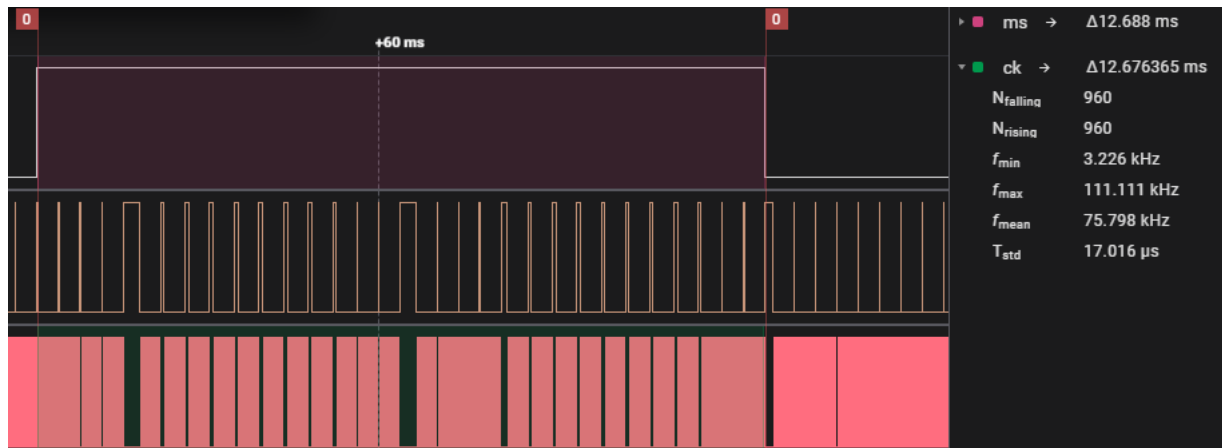 0
0
+60 ms
ms → Δ12.688 ms
ck → Δ12.676365 ms
Nfalling 960
Nrising 960
fmin 3.226 kHz
fmax 111.111 kHz
fmean 75.798 kHz
Tstd 17.016 μs